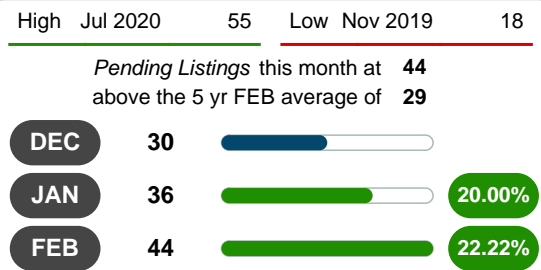 High Jul 2020 55 Low Nov 2019 18
Pending Listings this month at 44
above the 5 yr FEB average of 29
DEC 30
JAN 36 20.00%
FEB 44 22.22%